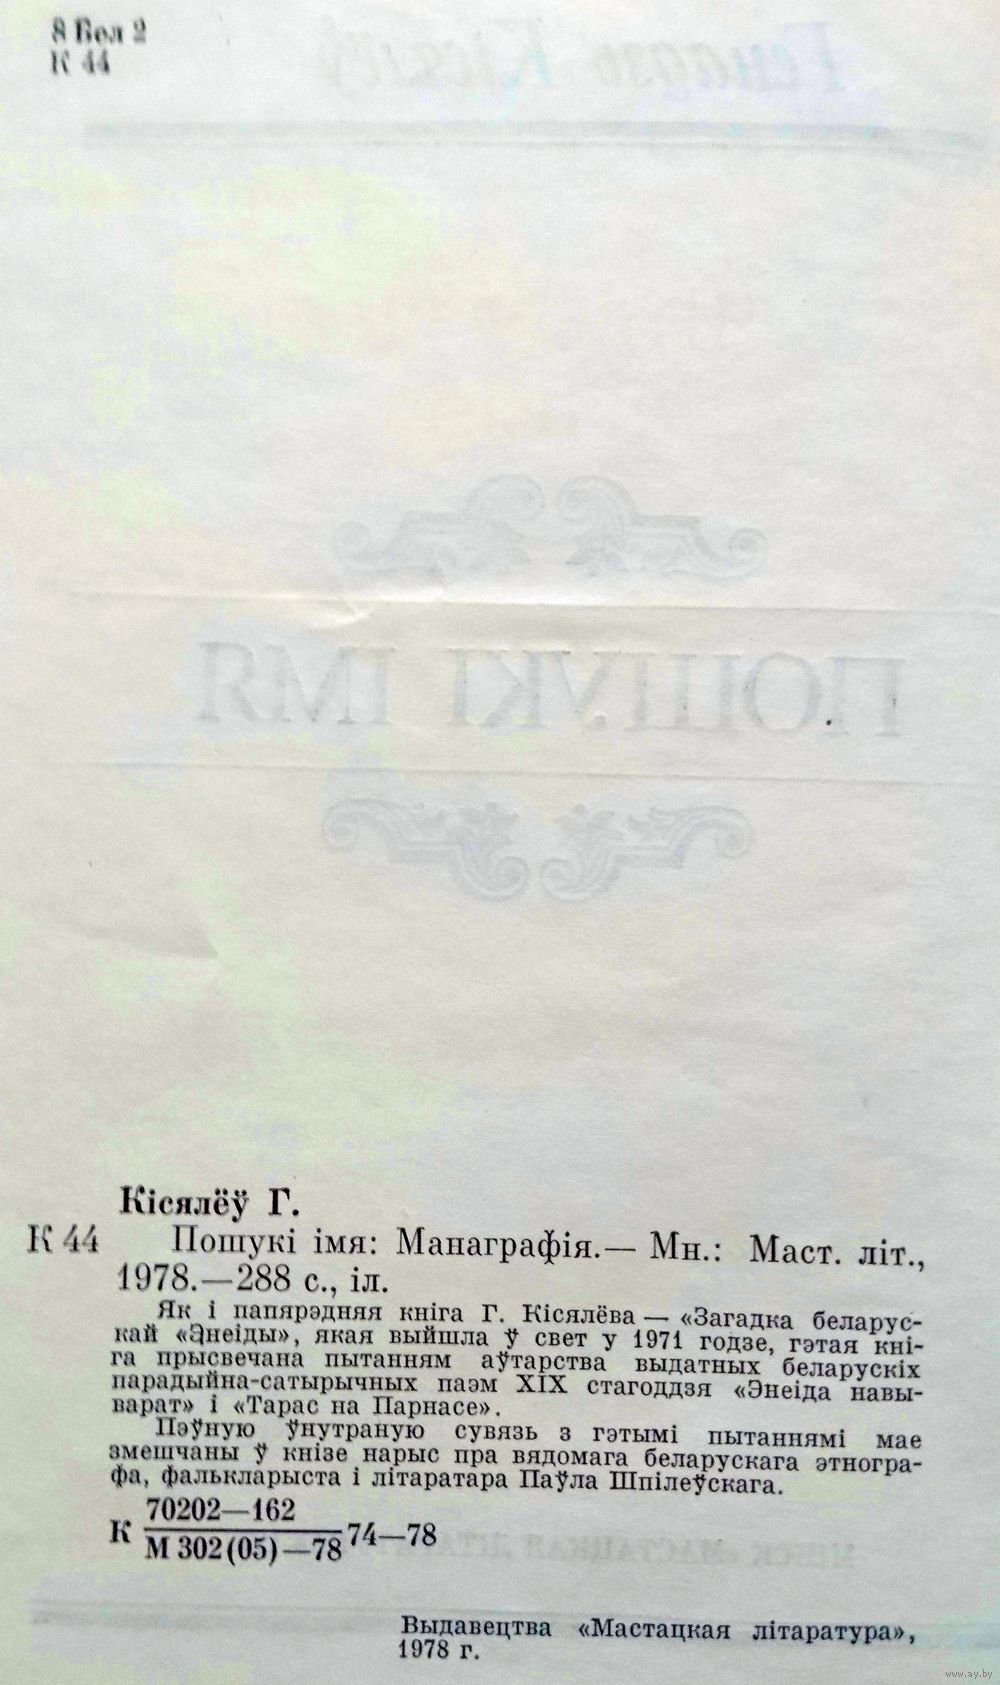 8 Бел 2
К 44
Кісялёў Г.
К 44 Пошукі імя: Манаграфія.— Мн.: Маст. літ.,
1978.—288 с., іл.
Як і папярэдняя кніга Г. Кісялёва — «Загадка беларус-
кай «Энеіды», якая выйшла ў свет у 1971 годзе, гэтая кні-
га прысвечана пытанням аўтарства выдатных беларускіх
парадыйна-сатырычных паэм XIX стагоддзя «Энеіда навы-
варат» і «Тарас на Парнасе».
Пэўную ўнутраную сувязь з гэтымі пытаннямі мае
змешчаны ў кнізе нарыс пра вядомага беларускага этногра-
фа, фалькларыста і літаратара Паўла Шпілеўскага.
70202—162
К 74—78
М 302(05)—78
Выдавецтва «Мастацкая літаратура»,
1978 г.
www.ay.by